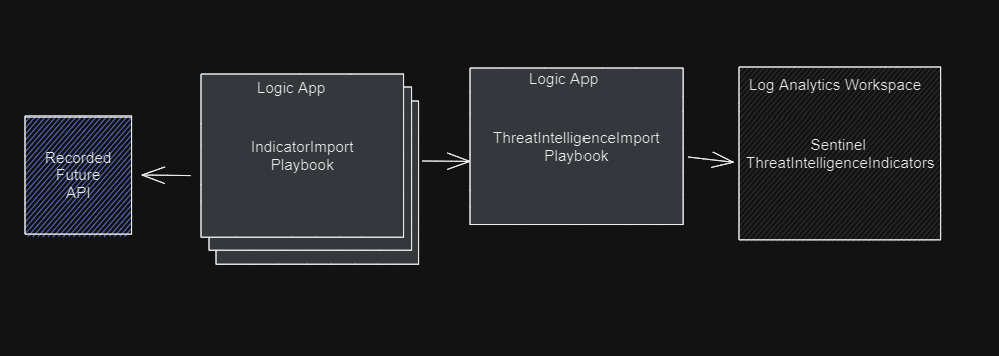 Recorded
Future
API
Logic App
IndicatorImport
Playbook
Logic App
ThreatIntelligenceImport
Playbook
Log Analytics Workspace
Sentinel
ThreatIntelligenceIndicators